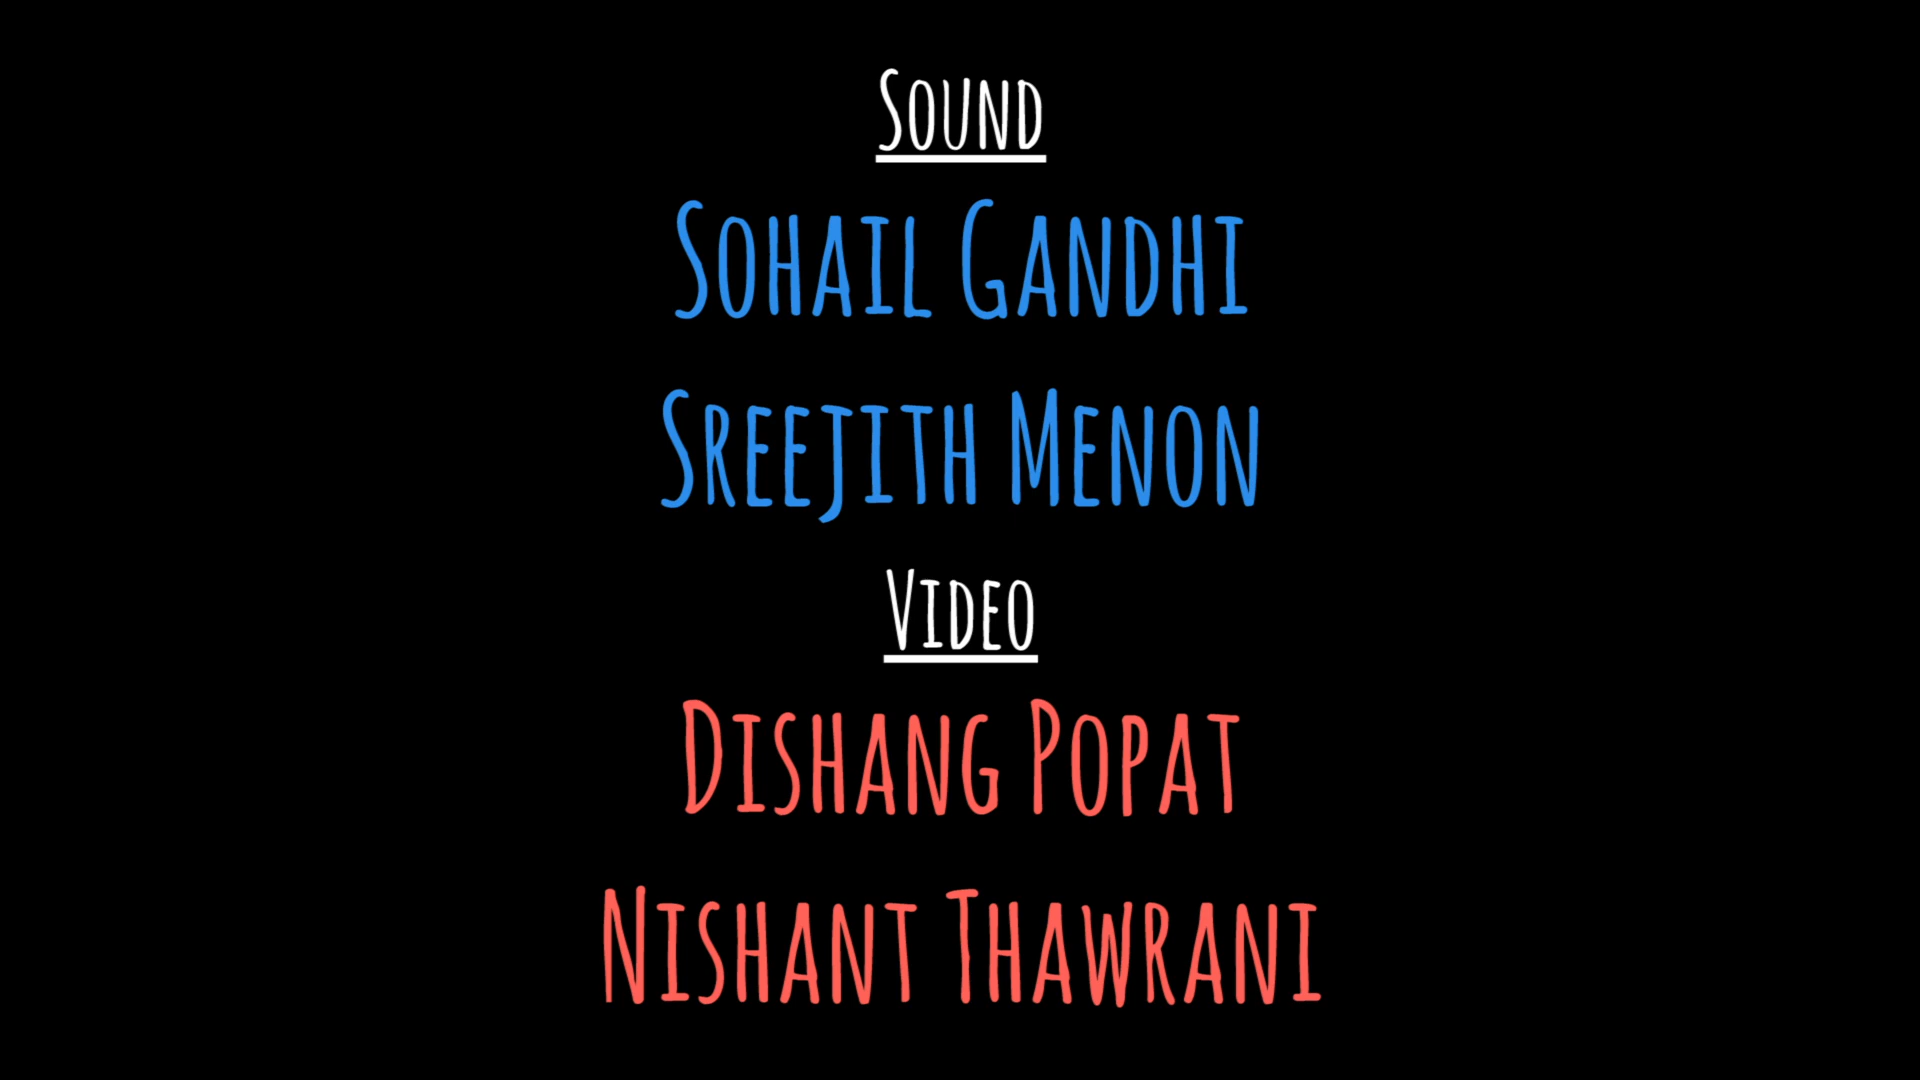 Sound
Sohail Gandhi
Sreejith Menon
Video
Dishang Popat
Nishant Thawrani